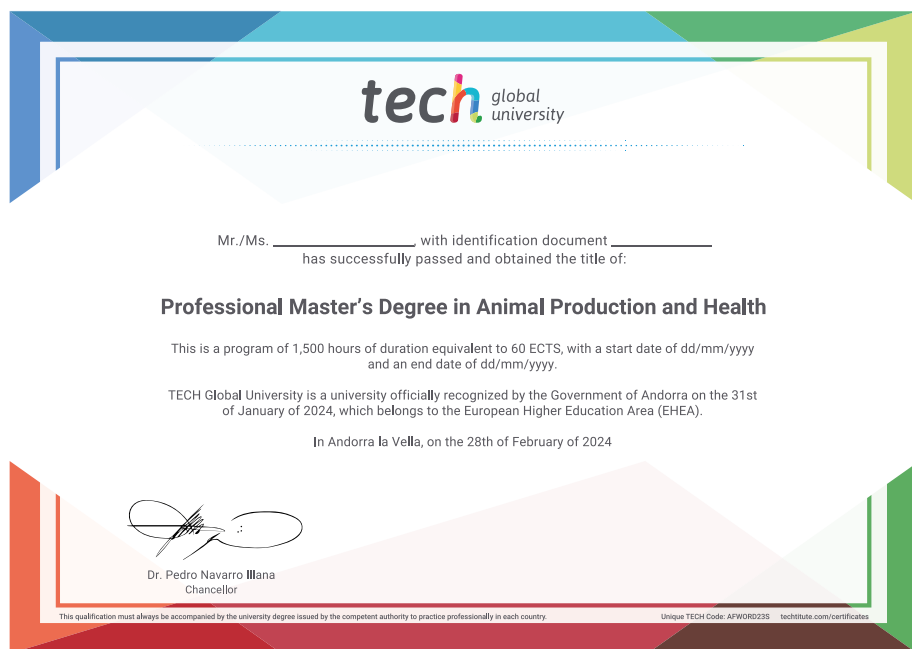 tech global university
Mr./Ms. ____________, with identification document ____________
has successfully passed and obtained the title of:
Professional Master's Degree in Animal Production and Health
This is a program of 1,500 hours of duration equivalent to 60 ECTS, with a start date of dd/mm/yyyy
and an end date of dd/mm/yyyy.
TECH Global University is a university officially recognized by the Government of Andorra on the 31st
of January of 2024, which belongs to the European Higher Education Area (EHEA).
In Andorra la Vella, on the 28th of February of 2024
Dr. Pedro Navarro Illana
Chancellor
This qualification must always be accompanied by the university degree issued by the competent authority to practice professionally in each country.
Unique TECH Code: AFWORD23S techtitute.com/certificates